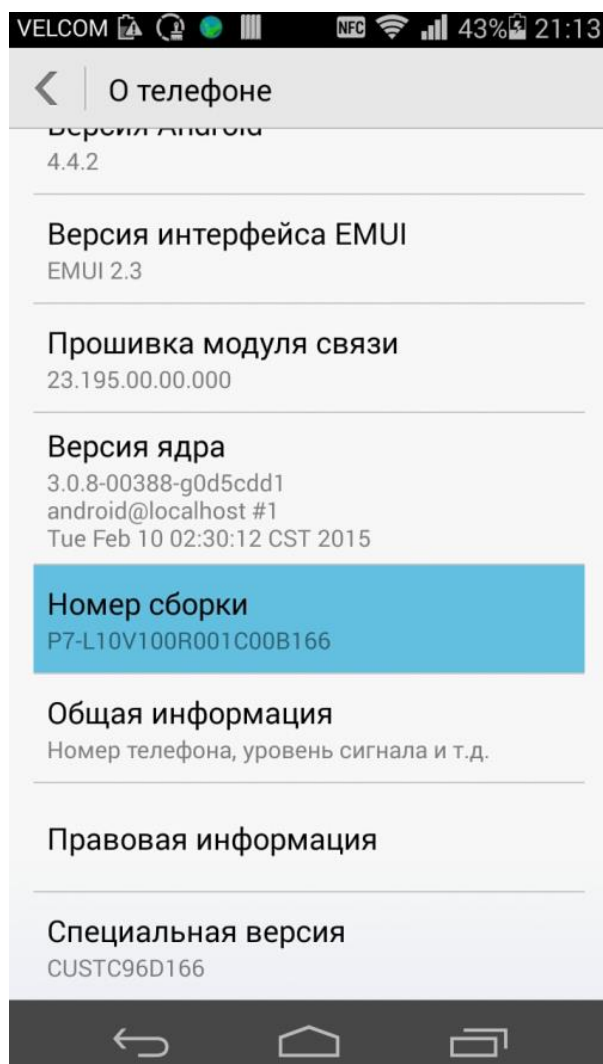 VELCOM NFC 43% 21:13
О телефоне
Версия Android
4.4.2
Версия интерфейса EMUI
EMUI 2.3
Прошивка модуля связи
23.195.00.00.000
Версия ядра
3.0.8-00388-g0d5cdd1
android@localhost #1
Tue Feb 10 02:30:12 CST 2015
Номер сборки
P7-L10V100R001C00B166
Общая информация
Номер телефона, уровень сигнала и т.д.
Правовая информация
Специальная версия
CUSTC96D166